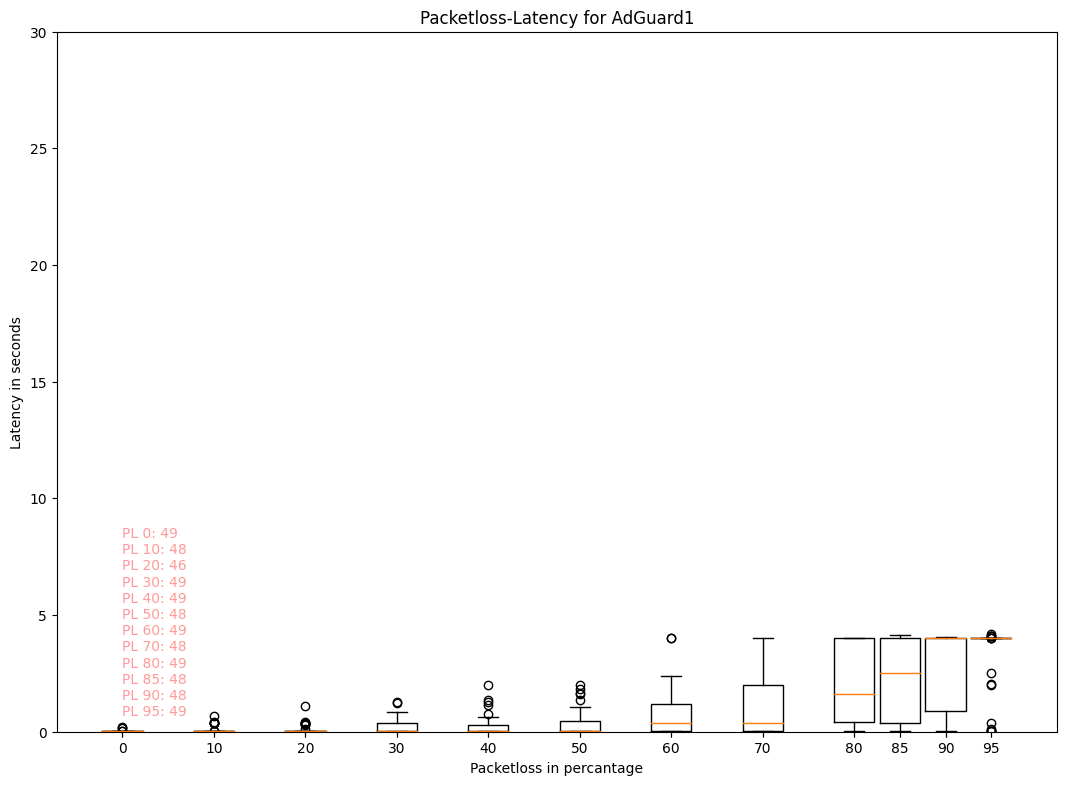 Packetloss-Latency for AdGuard1
30
25
20
15
10
5
0
Latency in seconds
PL 0: 49
PL 10: 48
PL 20: 46
PL 30: 49
PL 40: 49
PL 50: 48
PL 60: 49
PL 70: 48
PL 80: 49
PL 85: 48
PL 90: 48
PL 95: 49
0 10 20 30 40 50 60 70 80 85 90 95
Packetloss in percantage